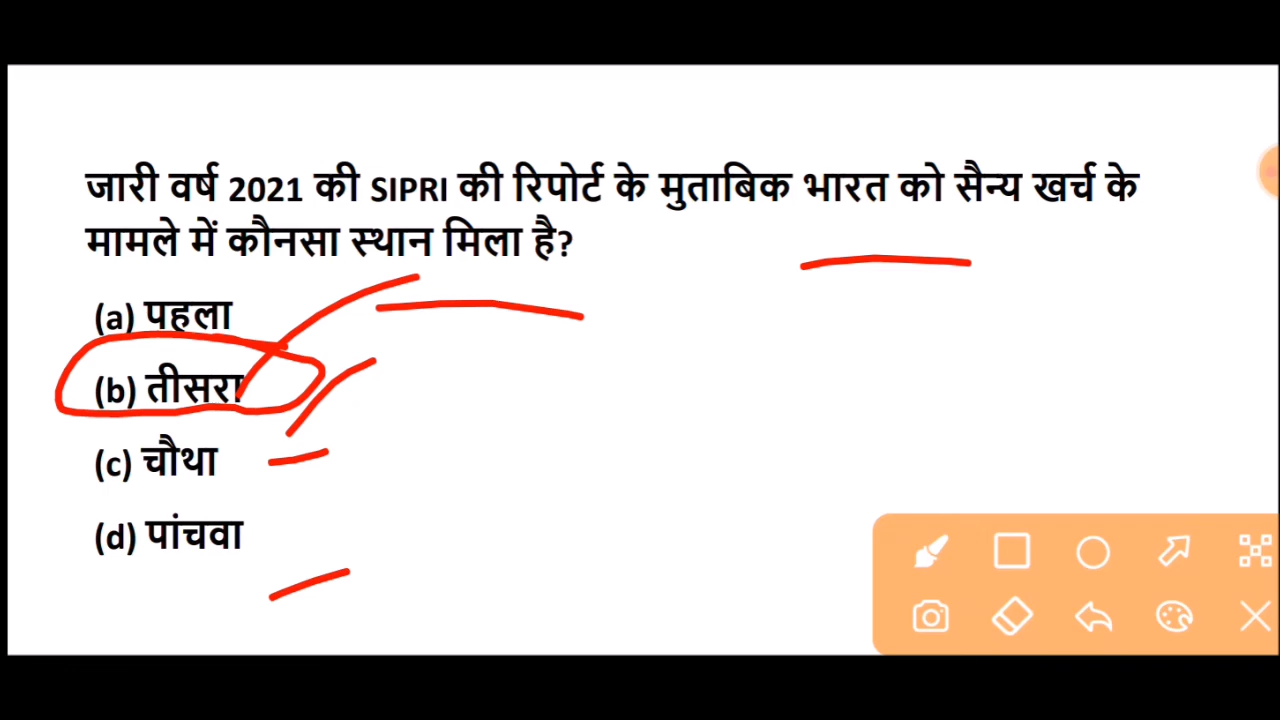 जारी वर्ष 2021 की SIPRI की रिपोर्ट के मुताबिक भारत को सैन्य खर्च के
मामले में कौनसा स्थान मिला है?
(a) पहला
(b) तीसरा
(c) चौथा
(d) पांचवा